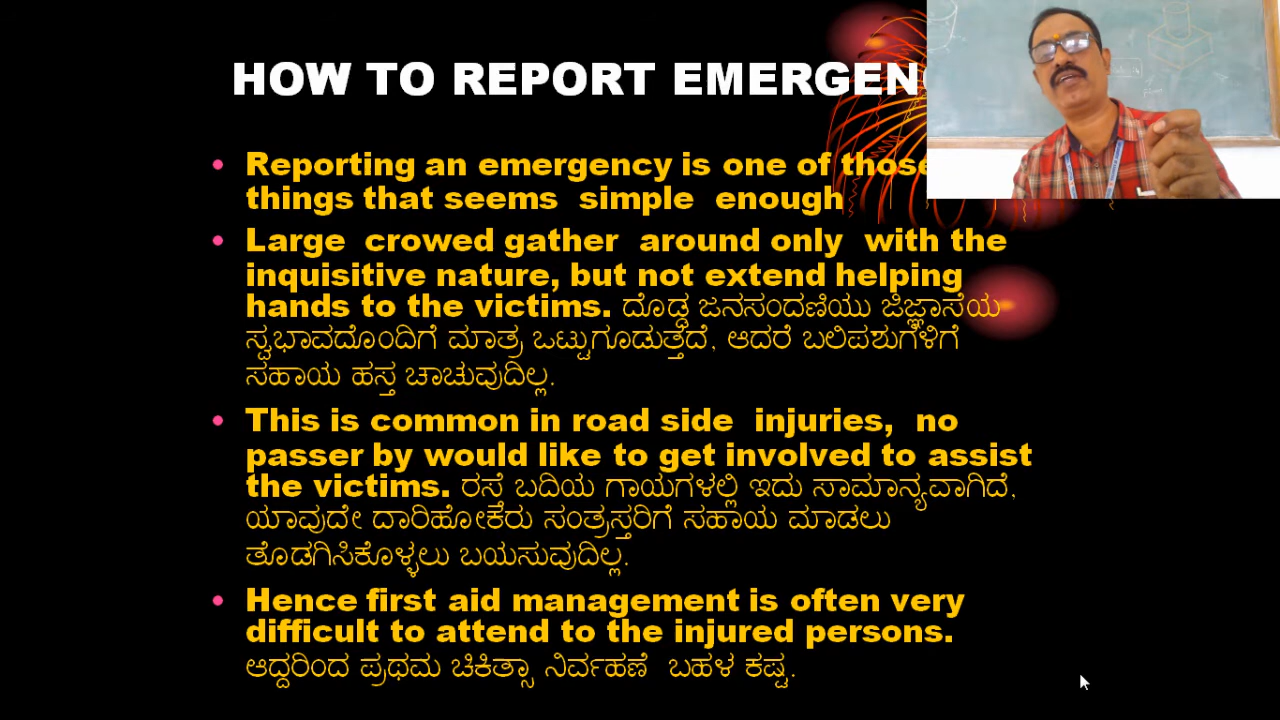 HOW TO REPORT EMERGEN
Reporting an emergency is one of those
things that seems simple enough
Large crowed gather around only with the
inquisitive nature, but not extend helping
hands to the victims. ದೊಡ್ಡ ಜನಸಂದಣಿಯು ಜಿಜ್ಞಾಸೆಯ
ಸ್ವಭಾವದೊಂದಿಗೆ ಮಾತ್ರ ಒಟ್ಟುಗೂಡುತ್ತದೆ, ಆದರೆ ಬಲಿಪಶುಗಳಿಗೆ
ಸಹಾಯ ಹಸ್ತ ಚಾಚುವುದಿಲ್ಲ.
This is common in road side injuries, no
passer by would like to get involved to assist
the victims. ರಸ್ತೆ ಬದಿಯ ಗಾಯಗಳಲ್ಲಿ ಇದು ಸಾಮಾನ್ಯವಾಗಿದೆ,
ಯಾವುದೇ ದಾರಿಹೋಕರು ಸಂತ್ರಸ್ತರಿಗೆ ಸಹಾಯ ಮಾಡಲು
ತೊಡಗಿಸಿಕೊಳ್ಳಲು ಬಯಸುವುದಿಲ್ಲ.
Hence first aid management is often very
difficult to attend to the injured persons.
ಆದ್ದರಿಂದ ಪ್ರಥಮ ಚಿಕಿತ್ಸಾ ನಿರ್ವಹಣೆ ಬಹಳ ಕಷ್ಟ.